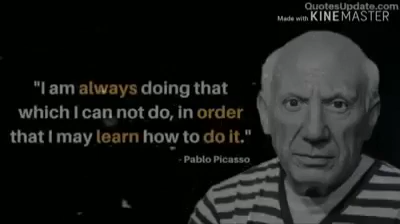 QuotesUpdate.com
Made with KINEMASTER
"I am always doing that
which I can not do, in order
that I may learn how to do it."
- Pablo Picasso